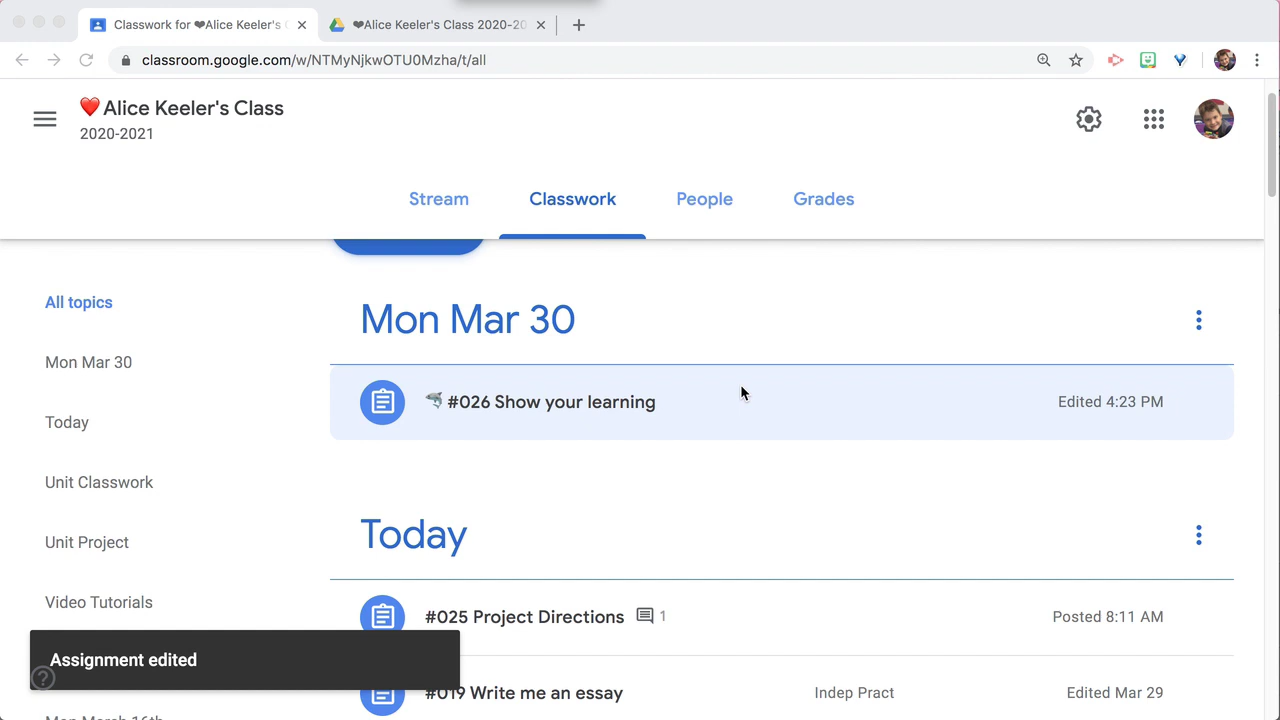 Classwork for ❤Alice Keeler's C
❤Alice Keeler's Class 2020-20
classroom.google.com/w/NTMyNjkwOTU0Mzha/t/all
❤️Alice Keeler's Class
2020-2021
Stream
Classwork
People
Grades
All topics
Mon Mar 30
Today
Unit Classwork
Unit Project
Video Tutorials
Mon March 16th
Mon Mar 30
🦈 #026 Show your learning
Edited 4:23 PM
Today
#025 Project Directions
1
Posted 8:11 AM
#019 Write me an essay
Indep Pract
Edited Mar 29
Assignment edited
?